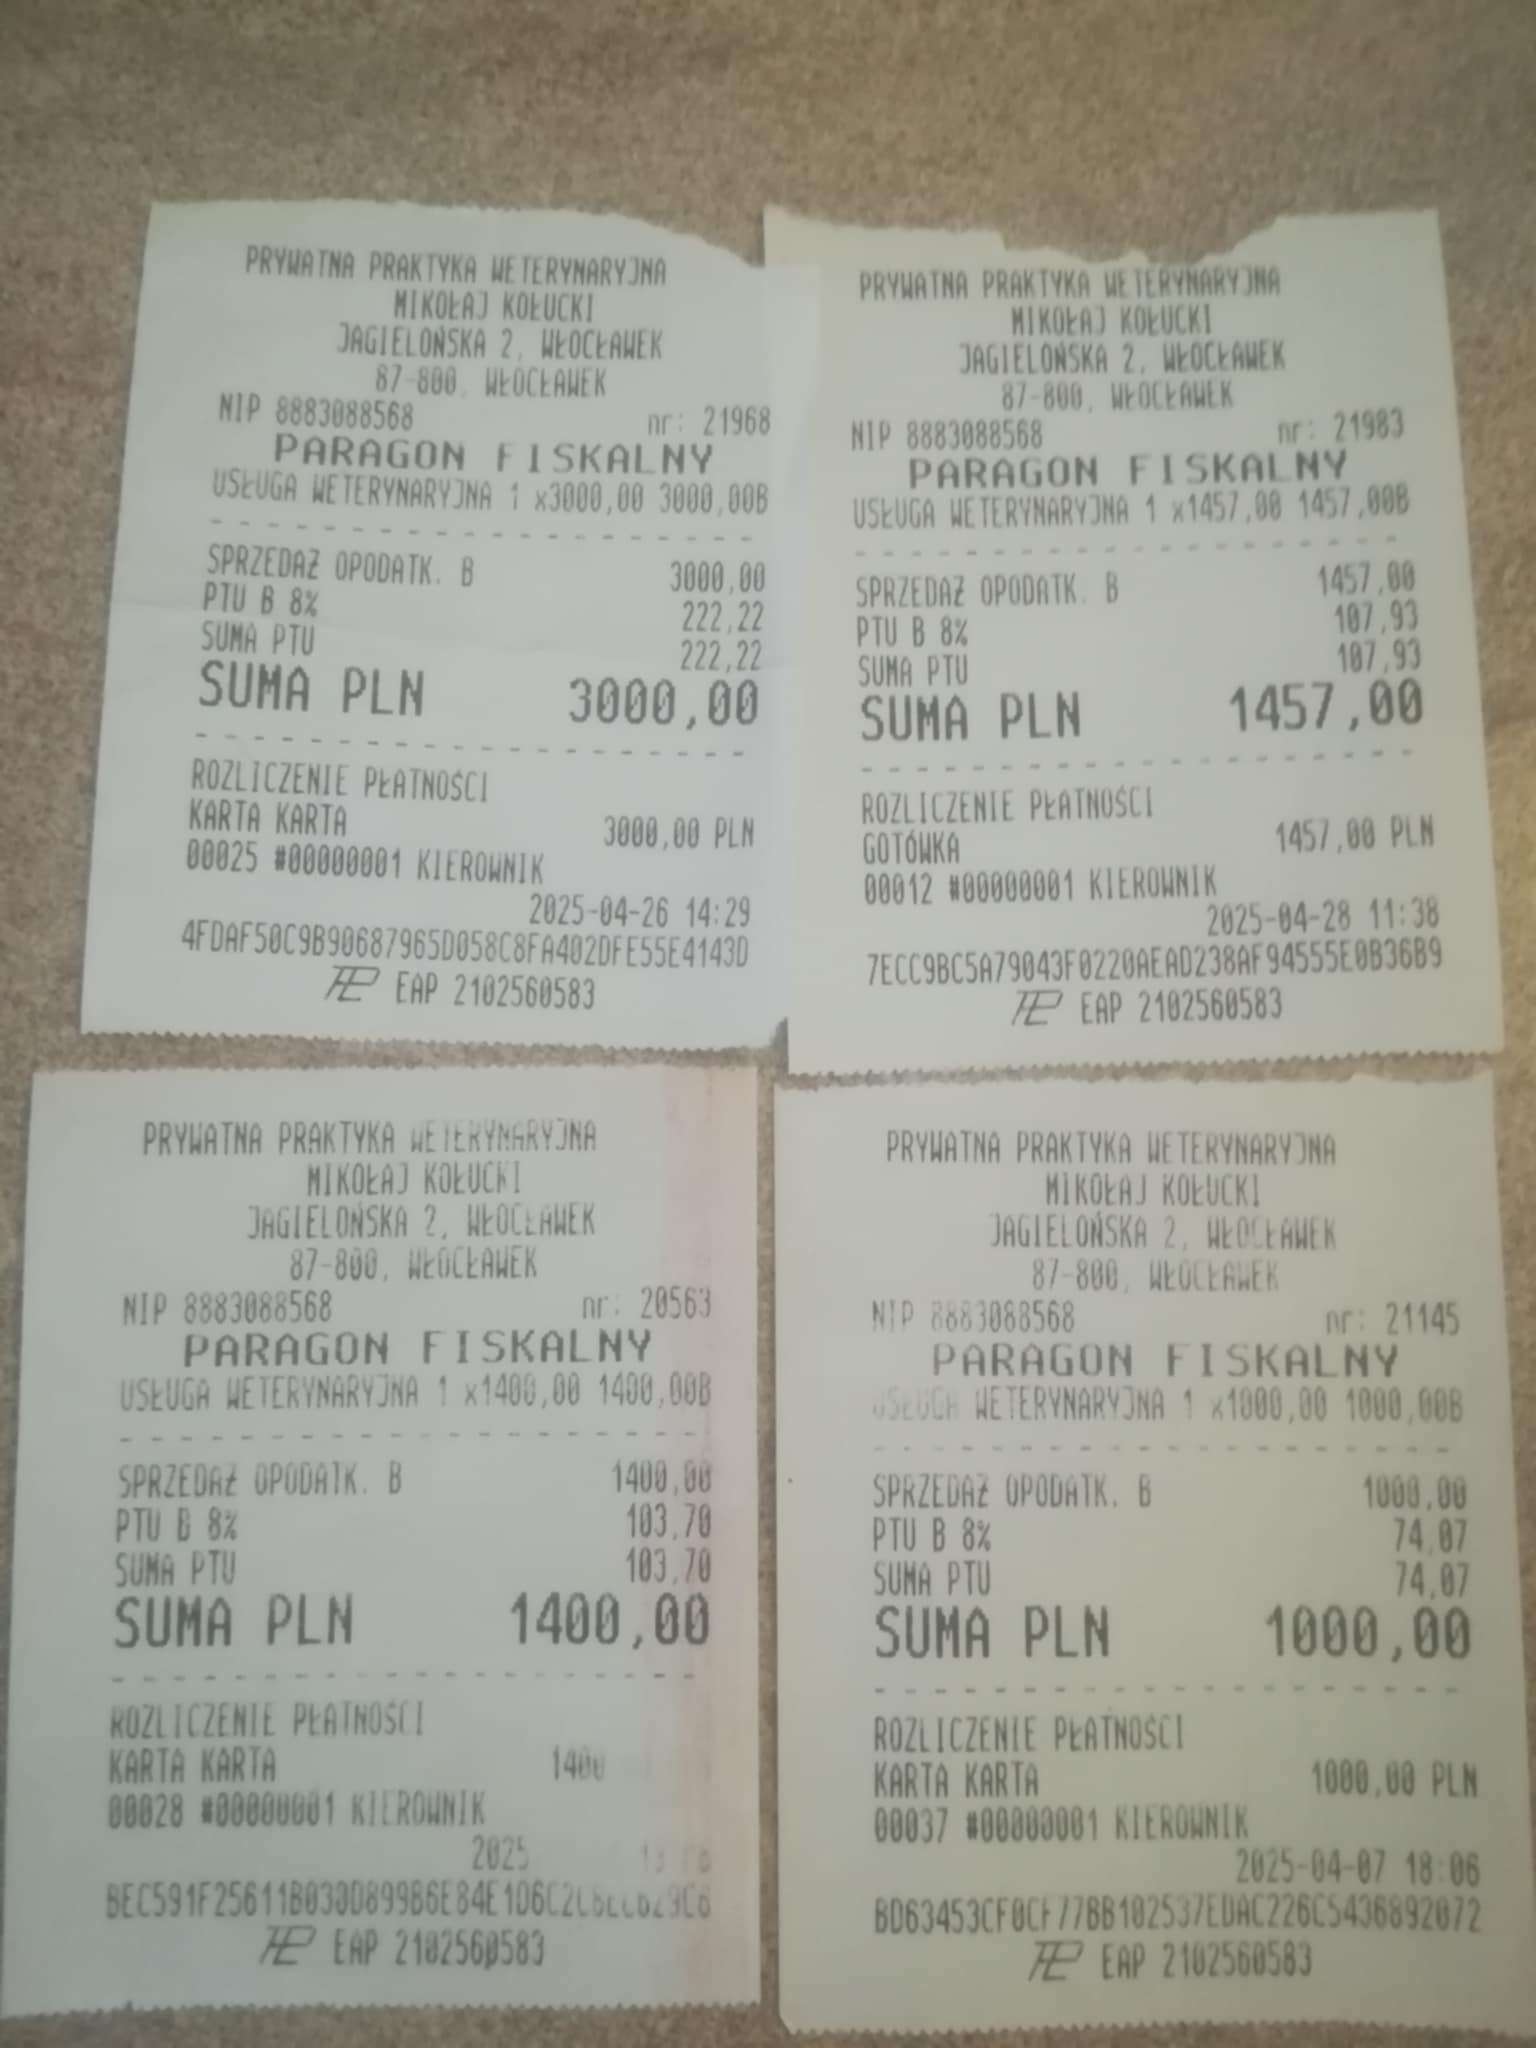 PRYWATNA PRAKTYKA WETERYNARYJNA
MIKOŁAJ KOŁUCKI
JAGIELOŃSKA 2, WŁOCŁAWEK
87-800, WŁOCŁAWEK
NIP 8883088568 nr: 21968
PARAGON FISKALNY
USŁUGA WETERYNARYJNA 1 x3000,00 3000,00B
SPRZEDAŻ OPODATK. B 3000,00
PTU B 8% 222,22
SUMA PTU 222,22
SUMA PLN 3000,00
ROZLICZENIE PŁATNOŚCI
KARTA KARTA 3000,00 PLN
00025 #00000001 KIEROWNIK
2025-04-26 14:29
4FDAF50C9B90687965D058C8FA402DFE55E4143D
EAP 2102560583
PRYWATNA PRAKTYKA WETERYNARYJNA
MIKOŁAJ KOŁUCKI
JAGIELOŃSKA 2, WŁOCŁAWEK
87-800, WŁOCŁAWEK
NIP 8883088568 nr: 21983
PARAGON FISKALNY
USŁUGA WETERYNARYJNA 1 x1457,00 1457,00B
SPRZEDAŻ OPODATK. B 1457,00
PTU B 8% 107,93
SUMA PTU 107,93
SUMA PLN 1457,00
ROZLICZENIE PŁATNOŚCI
GOTÓWKA 1457,00 PLN
00012 #00000001 KIEROWNIK
2025-04-28 11:38
7ECC9BC5A79043F0220AEAD238AF94555E0B36B9
EAP 2102560583
PRYWATNA PRAKTYKA WETERYNARYJNA
MIKOŁAJ KOŁUCKI
JAGIELOŃSKA 2, WŁOCŁAWEK
87-800, WŁOCŁAWEK
NIP 8883088568 nr: 20563
PARAGON FISKALNY
USŁUGA WETERYNARYJNA 1 x1400,00 1400,00B
SPRZEDAŻ OPODATK. B 1400,00
PTU B 8% 103,70
SUMA PTU 103,70
SUMA PLN 1400,00
ROZLICZENIE PŁATNOŚCI
KARTA KARTA 1400
00028 #00000001 KIEROWNIK
2025
EAP 2102560583
PRYWATNA PRAKTYKA WETERYNARYJNA
MIKOŁAJ KOŁUCKI
JAGIELOŃSKA 2, WŁOCŁAWEK
87-800, WŁOCŁAWEK
NIP 8883088568 nr: 21145
PARAGON FISKALNY
USŁUGA WETERYNARYJNA 1 x1000,00 1000,00B
SPRZEDAŻ OPODATK. B 1000,00
PTU B 8% 74,07
SUMA PTU 74,07
SUMA PLN 1000,00
ROZLICZENIE PŁATNOŚCI
KARTA KARTA 1000,00 PLN
00037 #00000001 KIEROWNIK
2025-04-07 18:06
BD63453CF0CF77BB102537EDAC226C5436892072
EAP 2102560583